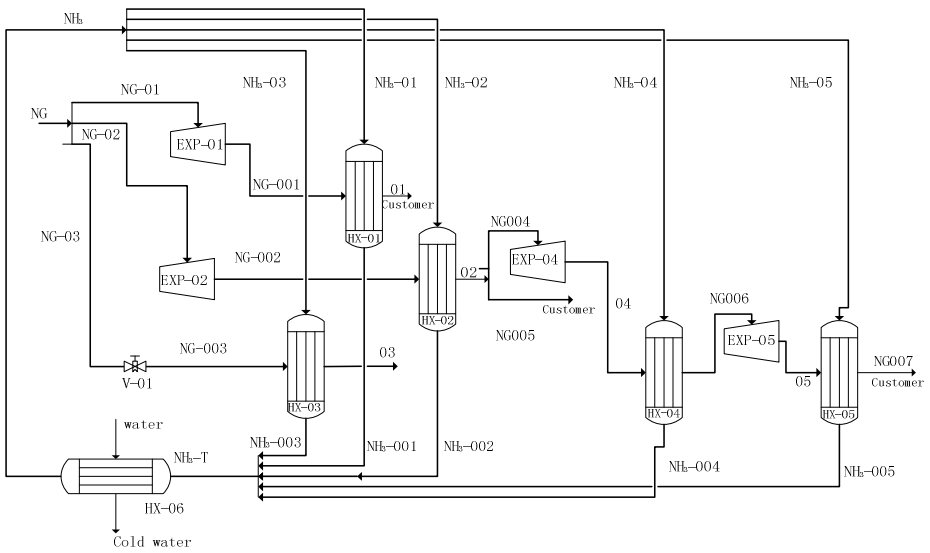 NH₃
NG-01
NH₃-03
NH₃-01
NH₃-02
NH₃-04
NH₃-05
NG
NG-02
EXP-01
NG-001
01
Customer
HX-01
NG-03
NG-002
EXP-02
02
HX-02
NG004
EXP-04
Customer
NG005
04
NG006
EXP-05
NG-003
V-01
03
HX-03
HX-04
05
NG007
Customer
HX-05
water
NH₃-T
NH₃-003
NH₃-001
NH₃-002
NH₃-004
NH₃-005
HX-06
Cold water